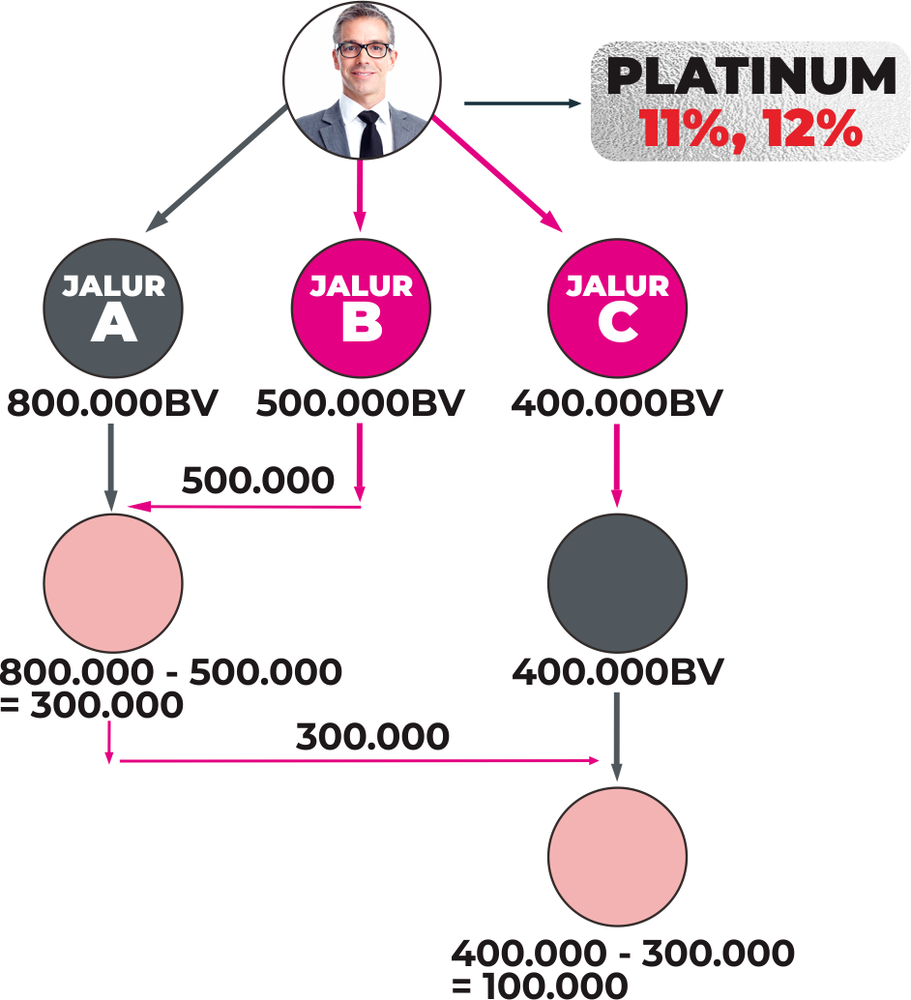 PLATINUM
11%, 12%
JALUR
A
JALUR
B
JALUR
C
800.000BV
500.000BV
400.000BV
500.000
800.000 - 500.000
= 300.000
400.000BV
300.000
400.000 - 300.000
= 100.000